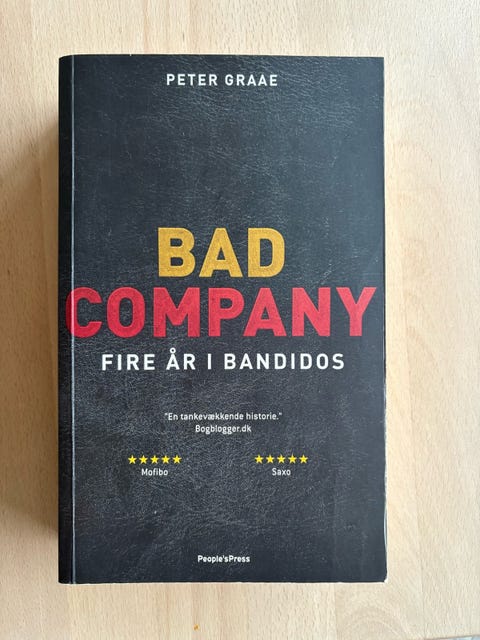 PETER GRAAE
BAD
COMPANY
FIRE ÅR I BANDIDOS
"En tankevækkende historie."
Bogblogger.dk
★★★★★ ★★★★★
Mofibo Saxo
People'sPress